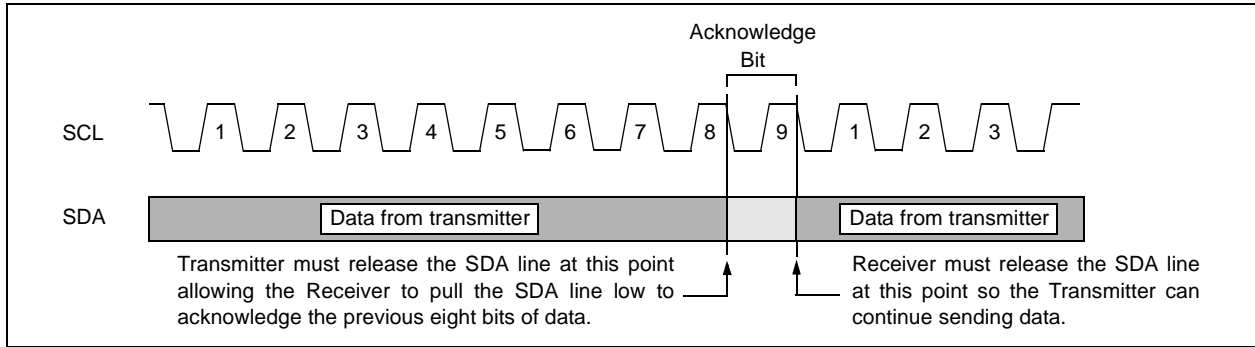 Acknowledge
Bit
SCL
1 2 3 4 5 6 7 8 9 1 2 3
SDA
Data from transmitter
Data from transmitter
Transmitter must release the SDA line at this point
allowing the Receiver to pull the SDA line low to
acknowledge the previous eight bits of data.
Receiver must release the SDA line
at this point so the Transmitter can
continue sending data.